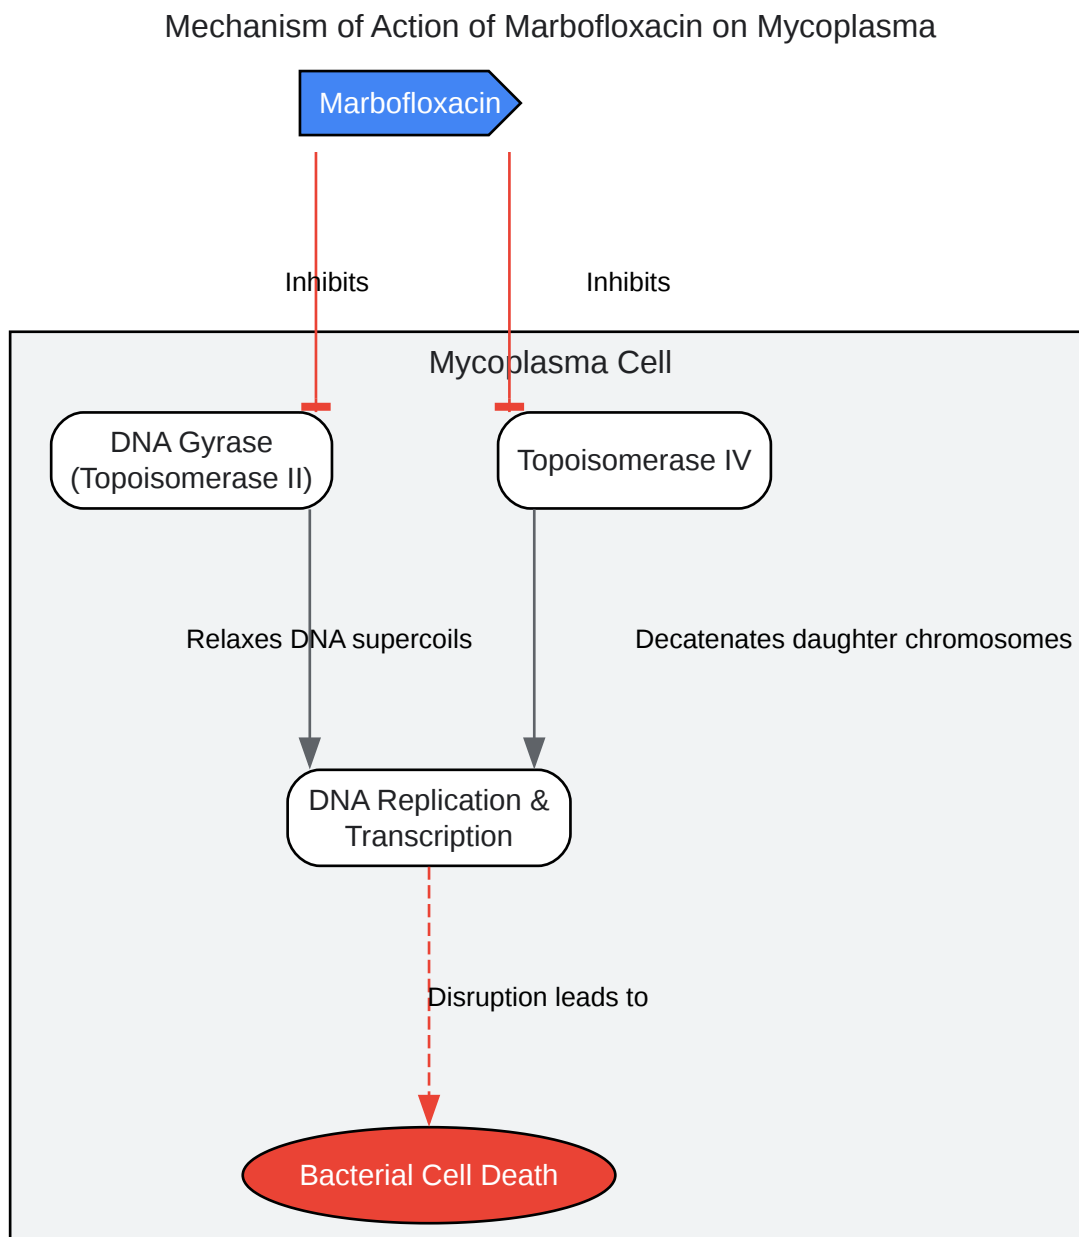 Mechanism of Action of Marbofloxacin on Mycoplasma
Marbofloxacin
Inhibits
Inhibits
Mycoplasma Cell
DNA Gyrase
(Topoisomerase II)
Topoisomerase IV
Relaxes DNA supercoils
Decatenates daughter chromosomes
DNA Replication &
Transcription
Disruption leads to
Bacterial Cell Death